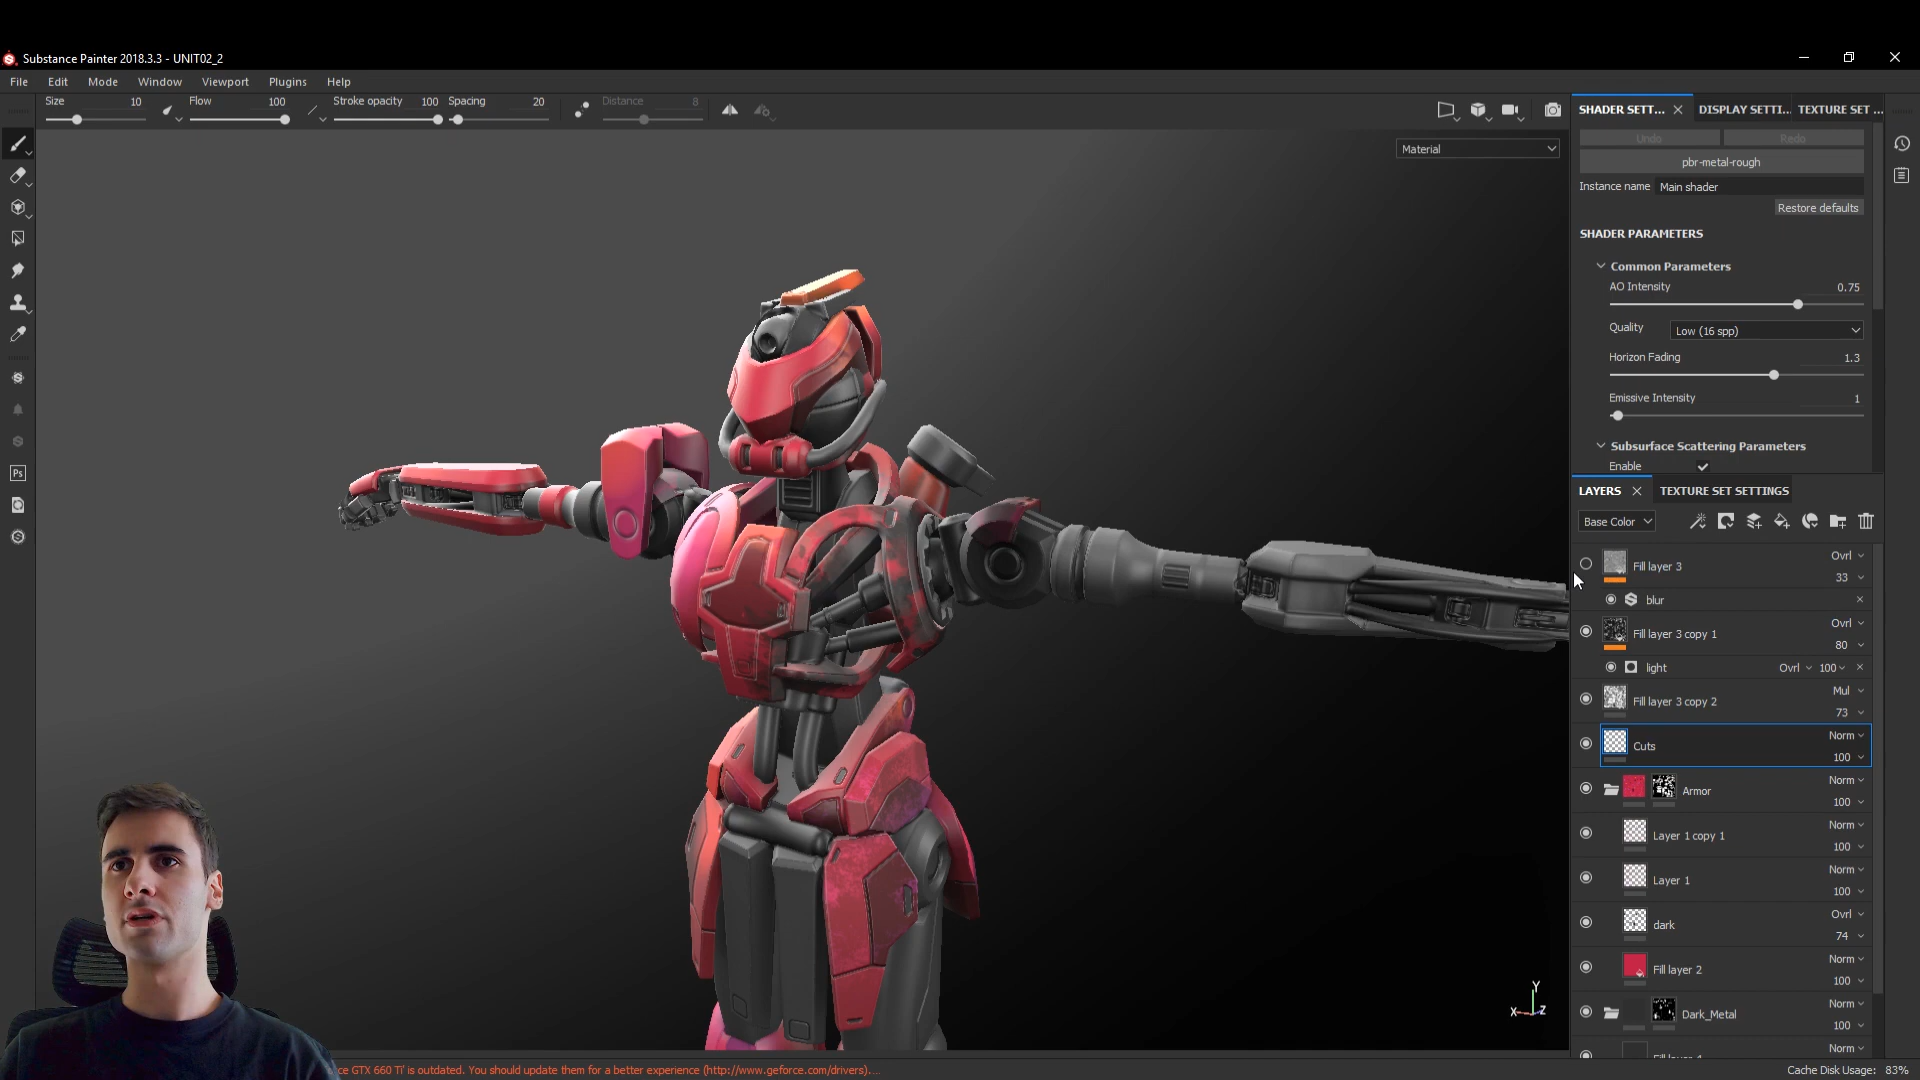 Substance Painter 2018.3.3 - UNIT02_2
File Edit Mode Window Viewport Plugins Help
Size 10 Flow 100 Stroke opacity 100 Spacing 20 Distance 8
SHADER SETT... DISPLAY SETTI... TEXTURE SET ...
Undo Redo
Material
pbr-metal-rough
Instance name Main shader
Restore defaults
SHADER PARAMETERS
Common Parameters
AO Intensity 0.75
Quality Low (16 spp)
Horizon Fading 1.3
Emissive Intensity 1
Subsurface Scattering Parameters
Enable
Ps
LAYERS TEXTURE SET SETTINGS
Base Color
Fill layer 3 Ovrl
33
blur
Fill layer 3 copy 1 Ovrl
80
light Ovrl 100
Fill layer 3 copy 2 Mul
73
Cuts Norm
100
Armor Norm
100
Layer 1 copy 1 Norm
100
Layer 1 Norm
100
dark Ovrl
74
Fill layer 2 Norm
100
Dark_Metal Norm
100
Norm
Y
X Z
ce GTX 660 Ti' is outdated. You should update them for a better experience (http://www.geforce.com/drivers)....
Cache Disk Usage: 83%